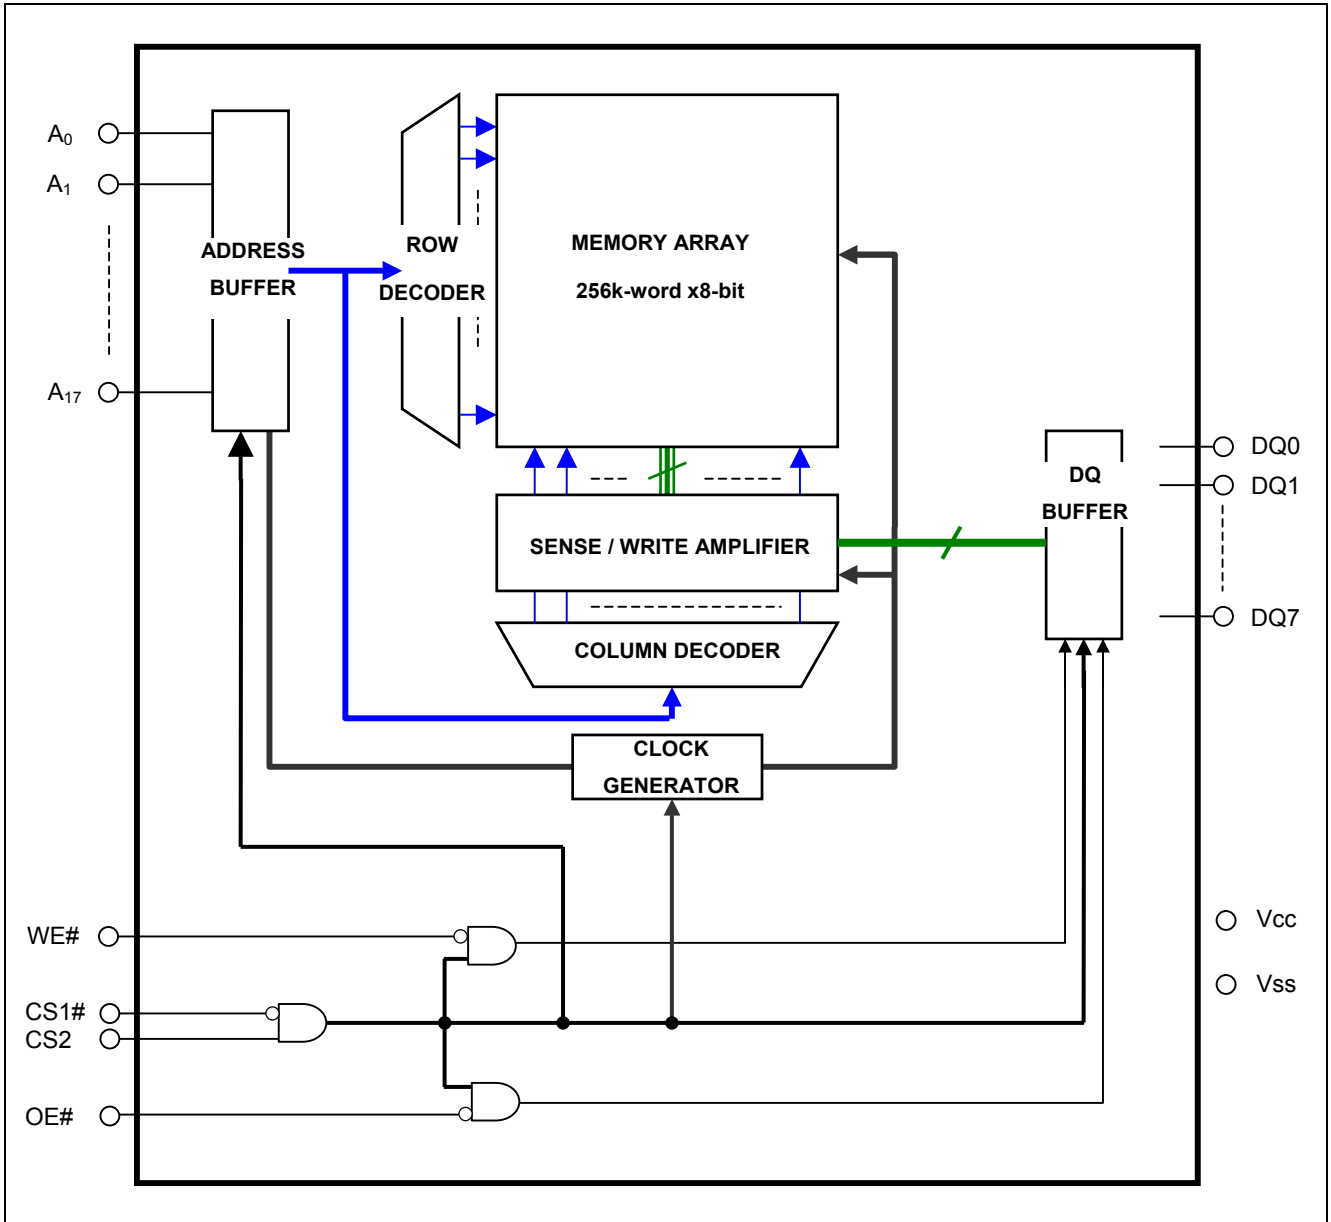 A0
A1
A17
ADDRESS
BUFFER
ROW
DECODER
MEMORY ARRAY
256k-word x8-bit
SENSE / WRITE AMPLIFIER
COLUMN DECODER
CLOCK
GENERATOR
DQ
BUFFER
DQ0
DQ1
DQ7
WE#
CS1#
CS2
OE#
Vcc
Vss